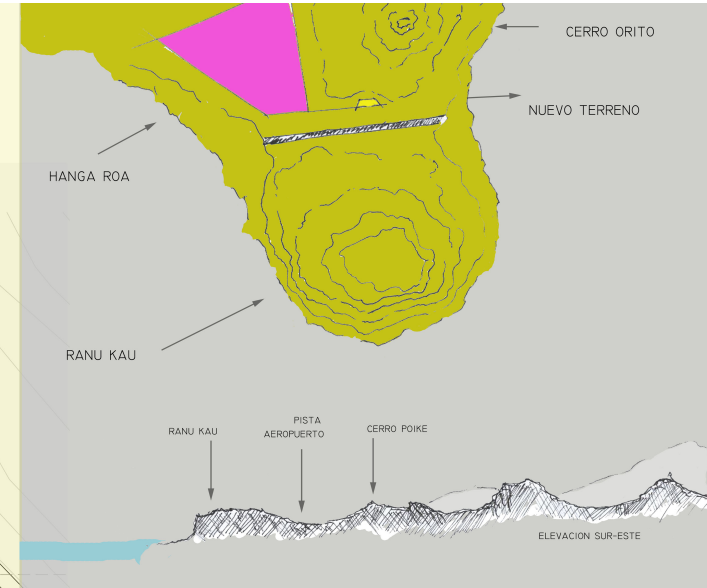 CERRO ORITO
NUEVO TERRENO
HANGA ROA
RANU KAU
PISTA
AEROPUERTO
RANU KAU
CERRO POIKE
ELEVACION SUR-ESTE